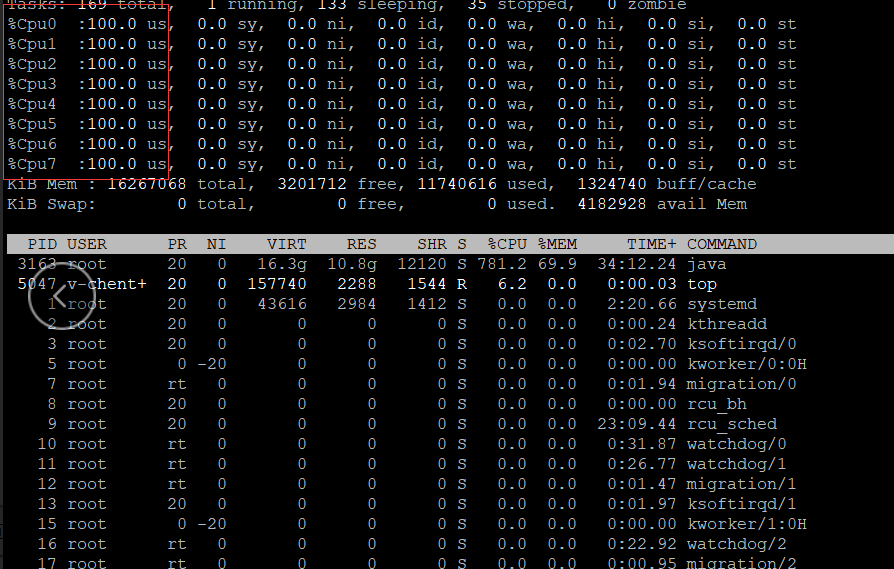 Tasks: 169 total,   1 running, 133 sleeping,  35 stopped,   0 zombie
%Cpu0  :100.0 us,  0.0 sy,  0.0 ni,  0.0 id,  0.0 wa,  0.0 hi,  0.0 si,  0.0 st
%Cpu1  :100.0 us,  0.0 sy,  0.0 ni,  0.0 id,  0.0 wa,  0.0 hi,  0.0 si,  0.0 st
%Cpu2  :100.0 us,  0.0 sy,  0.0 ni,  0.0 id,  0.0 wa,  0.0 hi,  0.0 si,  0.0 st
%Cpu3  :100.0 us,  0.0 sy,  0.0 ni,  0.0 id,  0.0 wa,  0.0 hi,  0.0 si,  0.0 st
%Cpu4  :100.0 us,  0.0 sy,  0.0 ni,  0.0 id,  0.0 wa,  0.0 hi,  0.0 si,  0.0 st
%Cpu5  :100.0 us,  0.0 sy,  0.0 ni,  0.0 id,  0.0 wa,  0.0 hi,  0.0 si,  0.0 st
%Cpu6  :100.0 us,  0.0 sy,  0.0 ni,  0.0 id,  0.0 wa,  0.0 hi,  0.0 si,  0.0 st
%Cpu7  :100.0 us,  0.0 sy,  0.0 ni,  0.0 id,  0.0 wa,  0.0 hi,  0.0 si,  0.0 st
KiB Mem : 16267068 total,  3201712 free, 11740616 used,  1324740 buff/cache
KiB Swap:        0 total,        0 free,        0 used.  4182928 avail Mem
PID USER      PR  NI    VIRT    RES    SHR S  %CPU %MEM     TIME+ COMMAND
3163 root      20   0   16.3g  10.8g  12120 S 781.2 69.9  34:12.24 java
5047 v-chent+  20   0  157740   2288   1544 R   6.2  0.0   0:00.03 top
1 root      20   0   43616   2984   1412 S   0.0  0.0   2:20.66 systemd
2 root      20   0       0      0      0 S   0.0  0.0   0:00.24 kthreadd
3 root      20   0       0      0      0 S   0.0  0.0   0:02.70 ksoftirqd/0
5 root       0 -20       0      0      0 S   0.0  0.0   0:00.00 kworker/0:0H
7 root      rt   0       0      0      0 S   0.0  0.0   0:01.94 migration/0
8 root      20   0       0      0      0 S   0.0  0.0   0:00.00 rcu_bh
9 root      20   0       0      0      0 S   0.0  0.0  23:09.44 rcu_sched
10 root      rt   0       0      0      0 S   0.0  0.0   0:31.87 watchdog/0
11 root      rt   0       0      0      0 S   0.0  0.0   0:26.77 watchdog/1
12 root      rt   0       0      0      0 S   0.0  0.0   0:01.47 migration/1
13 root      20   0       0      0      0 S   0.0  0.0   0:01.97 ksoftirqd/1
15 root       0 -20       0      0      0 S   0.0  0.0   0:00.00 kworker/1:0H
16 root      rt   0       0      0      0 S   0.0  0.0   0:22.92 watchdog/2
17 root      rt   0       0      0      0 S   0.0  0.0   0:00.95 migration/2